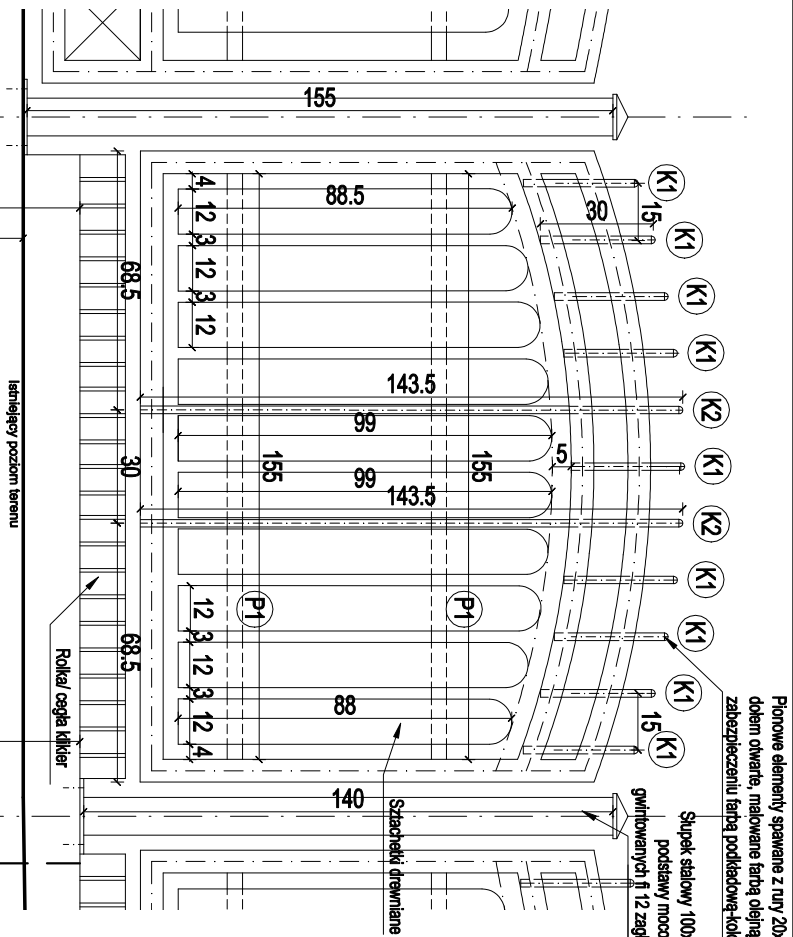 Pionowe elementy spawane z rury 20x
dołem otwarte, malowane farbą olejną
zabezpieczeniu farbą podkładową-kol
Słupek stalowy 100x
podstawy moco
gwintowanych fi 12 zagł
K1
K1
K1
K1
K2
K1
K2
K1
K1
K1
K1
15
30
15
5
155
88.5
143.5
99
99
143.5
88
140
155
155
P1
P1
4
12
3
12
3
12
12
3
12
3
12
4
68.5
30
68.5
Sztachetki drewniane
Rolka/ cegła klikier
istniejący poziom terenu